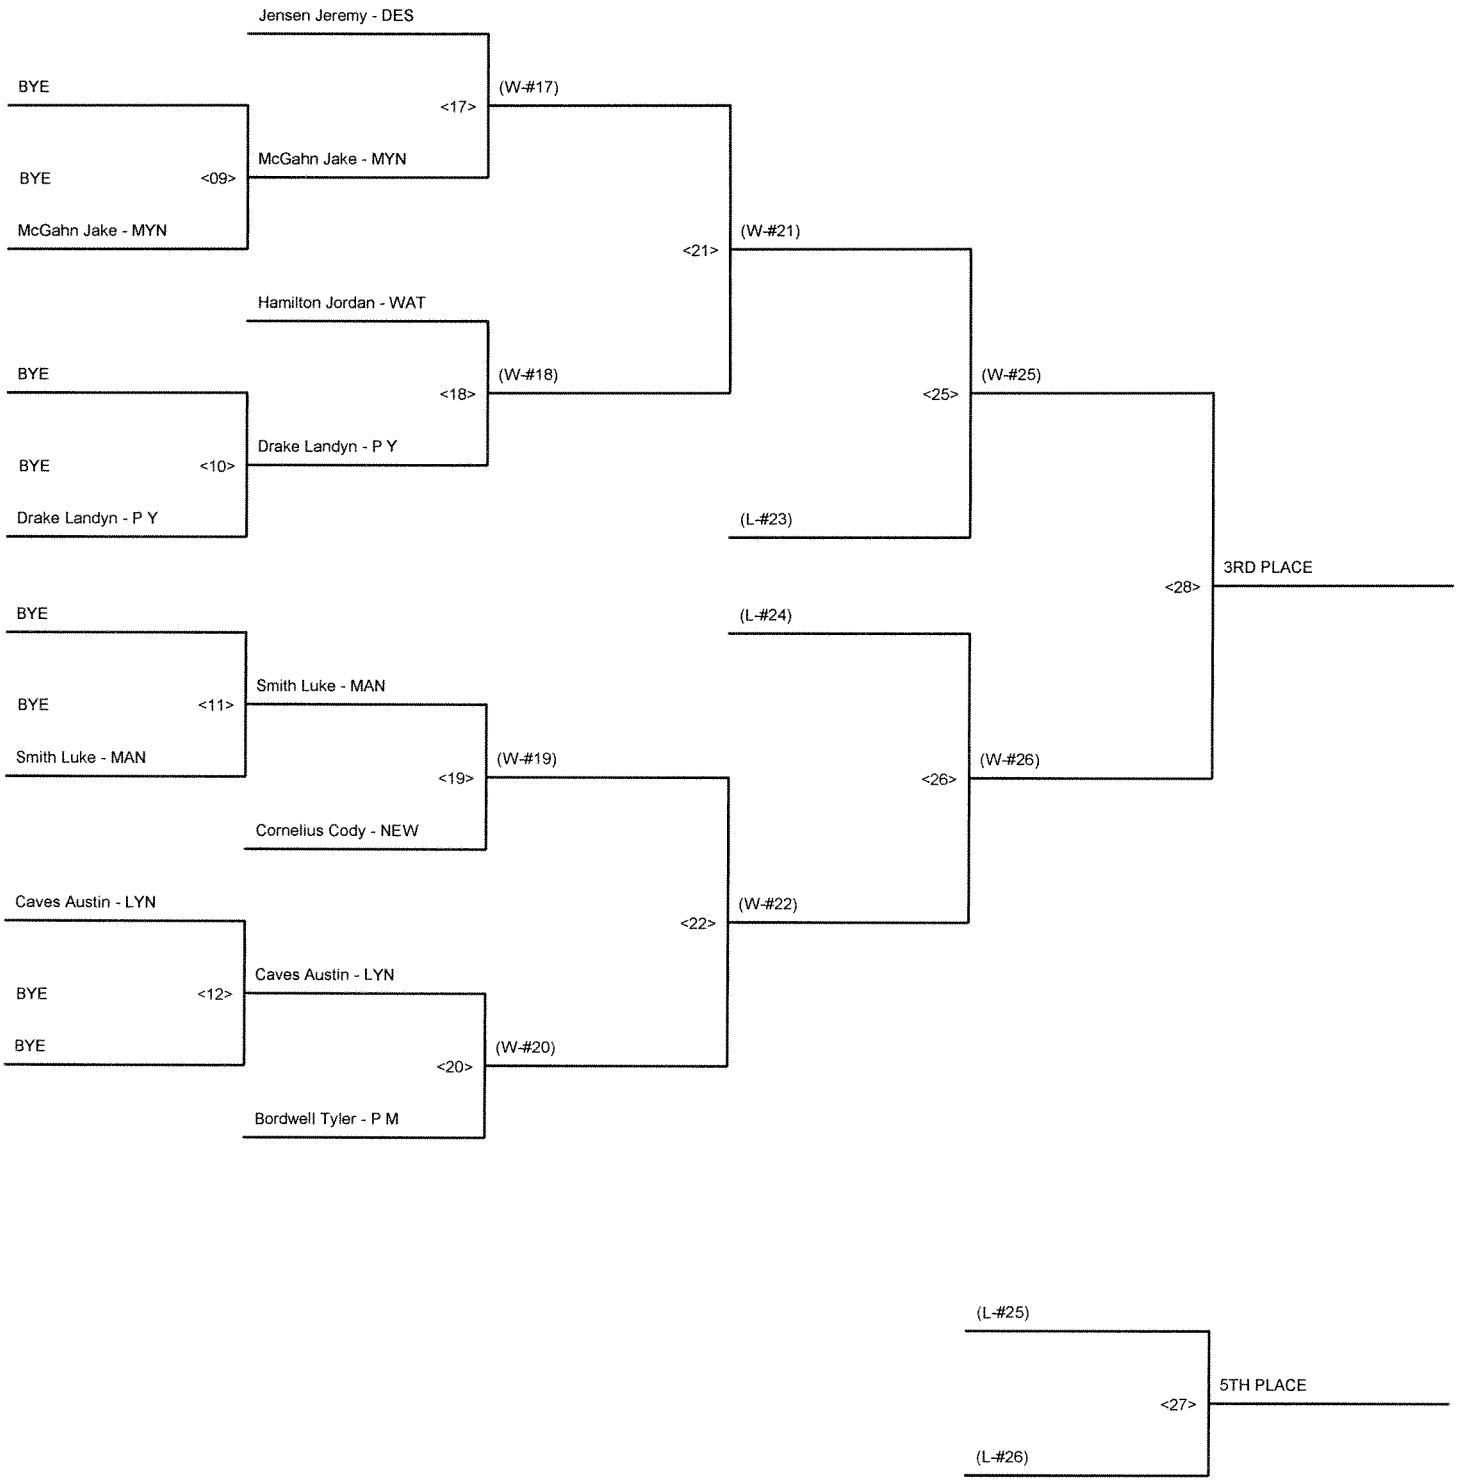 Jensen Jeremy - DES
BYE
(W-#17)
<17>
McGahn Jake - MYN
BYE
<09>
McGahn Jake - MYN
(W-#21)
<21>
Hamilton Jordan - WAT
BYE
(W-#18)
(W-#25)
<18>
<25>
Drake Landyn - P Y
BYE
<10>
Drake Landyn - P Y
(L-#23)
3RD PLACE
<28>
BYE
(L-#24)
Smith Luke - MAN
BYE
<11>
Smith Luke - MAN
(W-#19)
(W-#26)
<19>
<26>
Cornelius Cody - NEW
Caves Austin - LYN
(W-#22)
<22>
Caves Austin - LYN
BYE
<12>
BYE
(W-#20)
<20>
Bordwell Tyler - P M
(L-#25)
5TH PLACE
<27>
(L-#26)